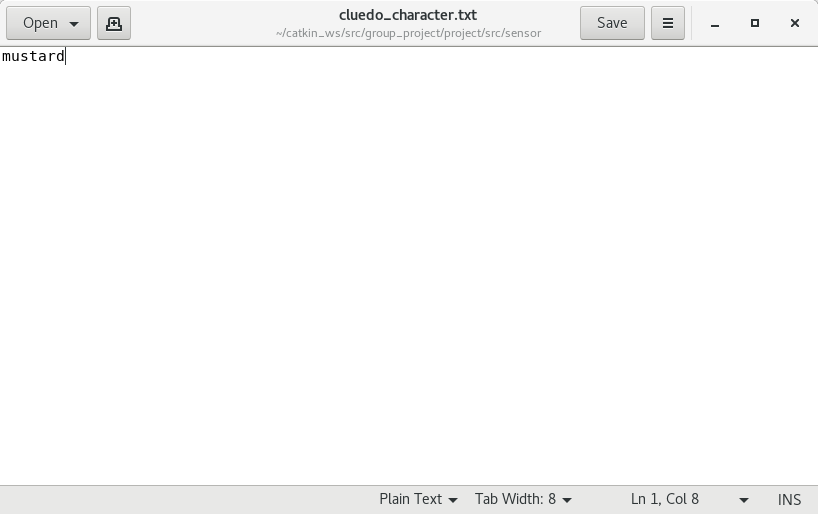 Open
cluedo_character.txt
~/catkin_ws/src/group_project/project/src/sensor
Save
mustard
Plain Text
Tab Width: 8
Ln 1, Col 8
INS